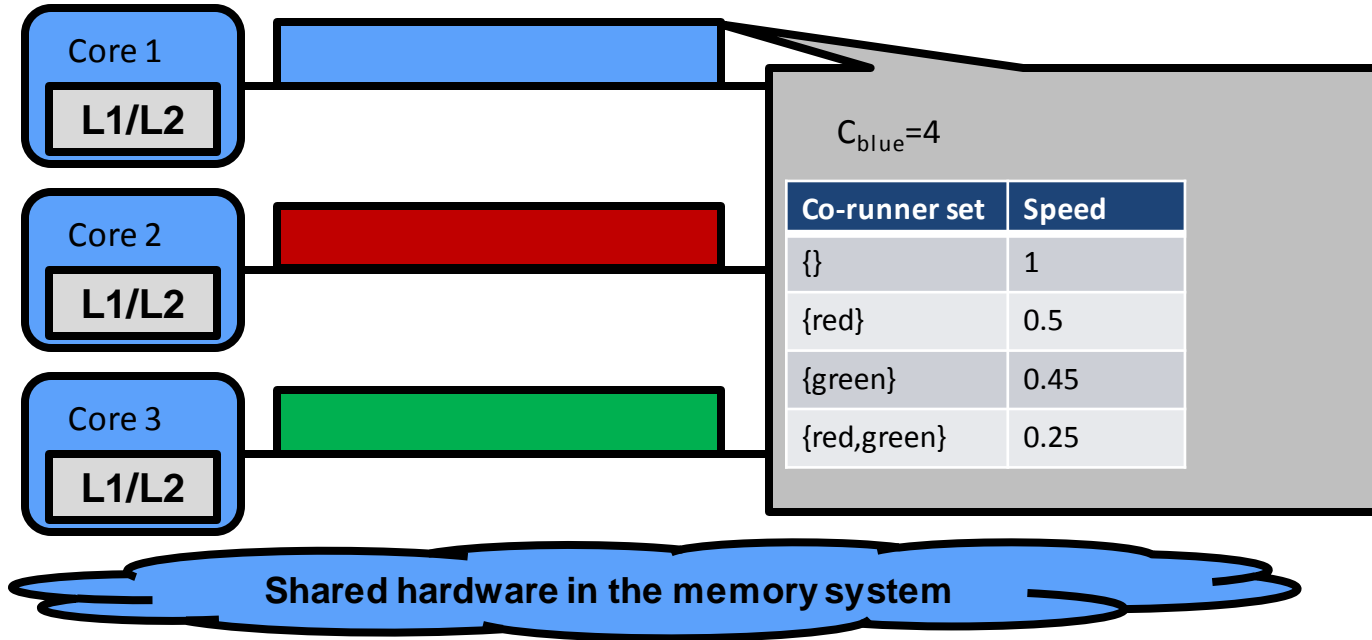 Core 1
L1/L2
Core 2
L1/L2
Core 3
L1/L2
C_blue=4
Co-runner set Speed
{} 1
{red} 0.5
{green} 0.45
{red,green} 0.25
Shared hardware in the memory system